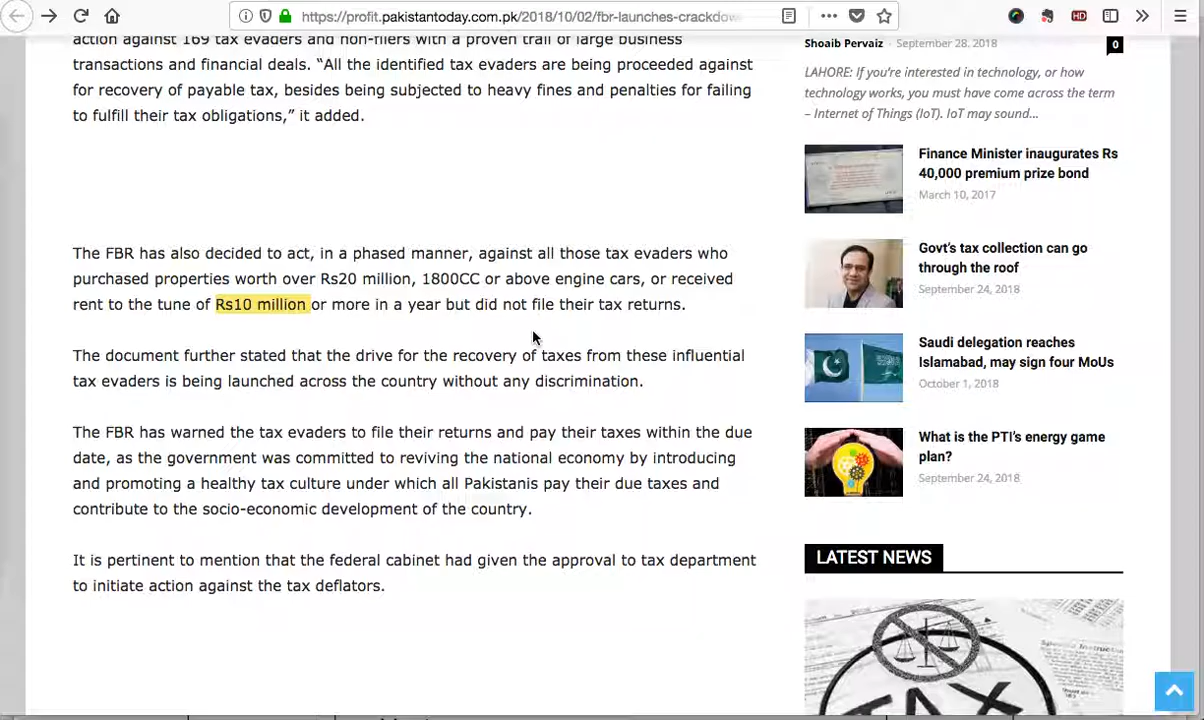 https://profit.pakistantoday.com.pk/2018/10/02/fbr-launches-crackdow
HD
action against 169 tax evaders and non-filers with a proven trail of large business
transactions and financial deals. “All the identified tax evaders are being proceeded against
for recovery of payable tax, besides being subjected to heavy fines and penalties for failing
to fulfill their tax obligations,” it added.
The FBR has also decided to act, in a phased manner, against all those tax evaders who
purchased properties worth over Rs20 million, 1800CC or above engine cars, or received
rent to the tune of Rs10 million or more in a year but did not file their tax returns.
The document further stated that the drive for the recovery of taxes from these influential
tax evaders is being launched across the country without any discrimination.
The FBR has warned the tax evaders to file their returns and pay their taxes within the due
date, as the government was committed to reviving the national economy by introducing
and promoting a healthy tax culture under which all Pakistanis pay their due taxes and
contribute to the socio-economic development of the country.
It is pertinent to mention that the federal cabinet had given the approval to tax department
to initiate action against the tax deflators.
Shoaib Pervaiz - September 28, 2018
0
LAHORE: If you’re interested in technology, or how
technology works, you must have come across the term
– Internet of Things (IoT). IoT may sound...
Finance Minister inaugurates Rs
40,000 premium prize bond
March 10, 2017
Govt’s tax collection can go
through the roof
September 24, 2018
Saudi delegation reaches
Islamabad, may sign four MoUs
October 1, 2018
What is the PTI’s energy game
plan?
September 24, 2018
LATEST NEWS
TAX